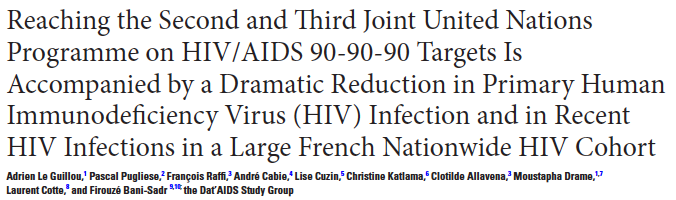 Reaching the Second and Third Joint United Nations
Programme on HIV/AIDS 90-90-90 Targets Is
Accompanied by a Dramatic Reduction in Primary Human
Immunodeficiency Virus (HIV) Infection and in Recent
HIV Infections in a Large French Nationwide HIV Cohort
Adrien Le Guillou,1 Pascal Pugliese,2 François Raffi,3 André Cabie,4 Lise Cuzin,5 Christine Katlama,6 Clotilde Allavena,3 Moustapha Drame,1,7
Laurent Cotte,8 and Firouzé Bani-Sadr 9,10; the Dat'AIDS Study Group